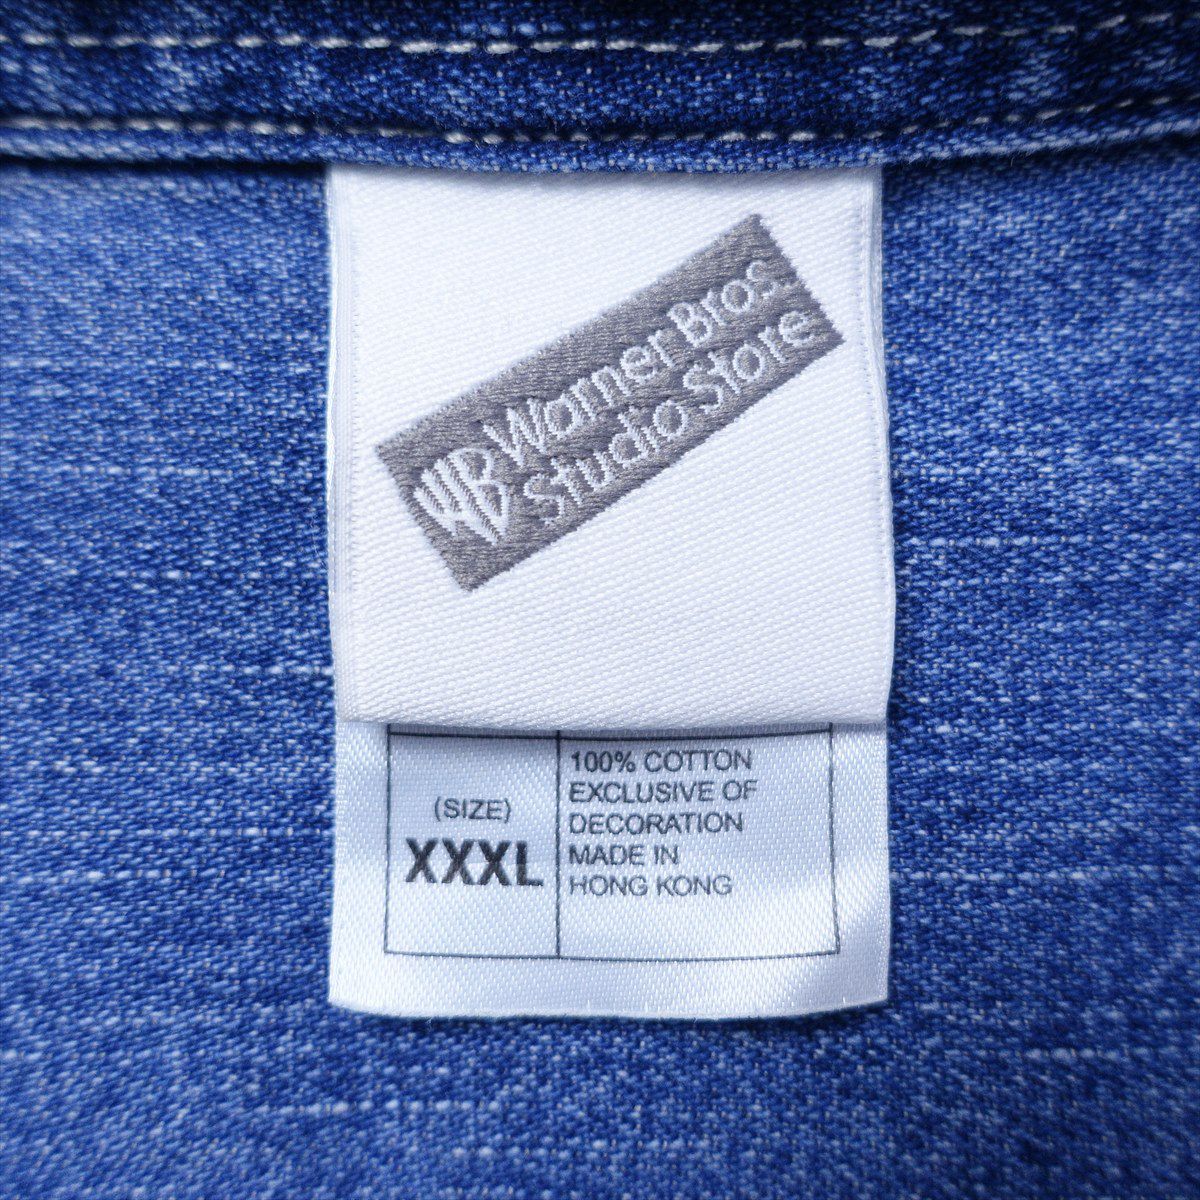 WB Warner Bros.
Studio Store
(SIZE)
XXXL
100% COTTON
EXCLUSIVE OF
DECORATION
MADE IN
HONG KONG